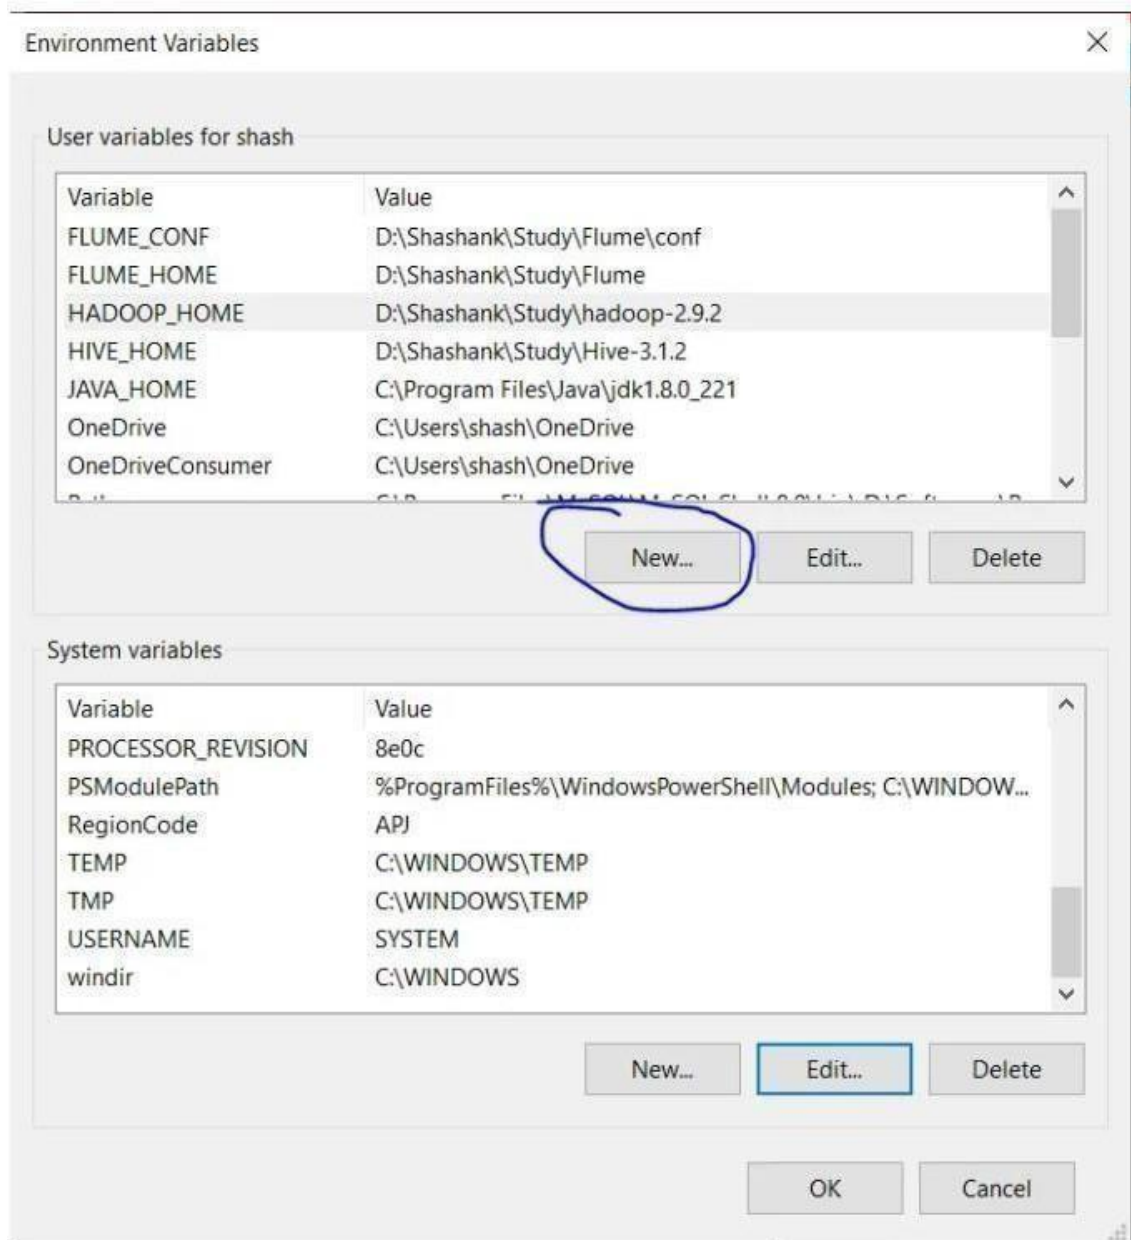 Environment Variables
User variables for shash
Variable Value
FLUME_CONF D:\Shashank\Study\Flume\conf
FLUME_HOME D:\Shashank\Study\Flume
HADOOP_HOME D:\Shashank\Study\hadoop-2.9.2
HIVE_HOME D:\Shashank\Study\Hive-3.1.2
JAVA_HOME C:\Program Files\Java\jdk1.8.0_221
OneDrive C:\Users\shash\OneDrive
OneDriveConsumer C:\Users\shash\OneDrive
New... Edit... Delete
System variables
Variable Value
PROCESSOR_REVISION 8e0c
PSModulePath %ProgramFiles%\WindowsPowerShell\Modules; C:\WINDOW...
RegionCode APJ
TEMP C:\WINDOWS\TEMP
TMP C:\WINDOWS\TEMP
USERNAME SYSTEM
windir C:\WINDOWS
New... Edit... Delete
OK Cancel